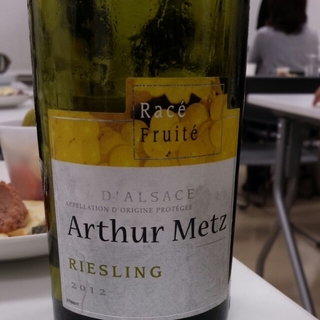 Racé
Fruité
D'ALSACE
APPELLATION D'ORIGINE PROTÉGÉE
Arthur Metz
RIESLING
2012